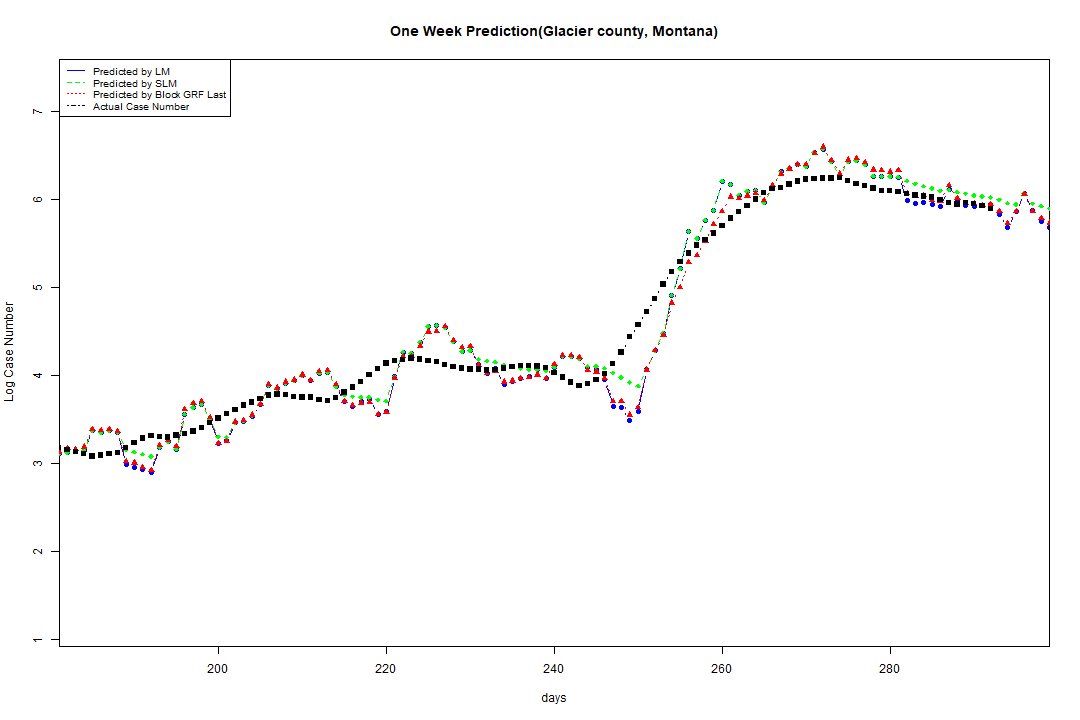 One Week Prediction(Glacier county, Montana)
Predicted by LM
Predicted by SLM
Predicted by Block GRF Last
Actual Case Number
7
6
5
4
3
2
1
Log Case Number
200 220 240 260 280
days